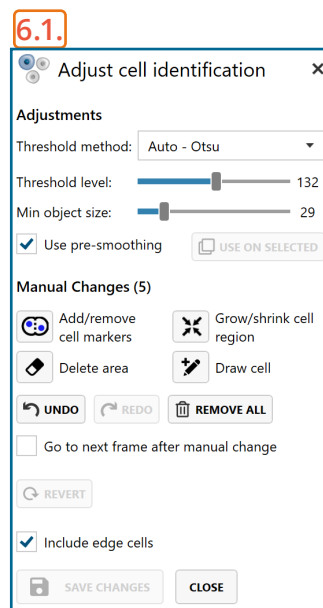 6.1.
Adjust cell identification
Adjustments
Threshold method: Auto - Otsu
Threshold level: 132
Min object size: 29
Use pre-smoothing USE ON SELECTED
Manual Changes (5)
Add/remove cell markers
Grow/shrink cell region
Delete area
Draw cell
UNDO REDO REMOVE ALL
Go to next frame after manual change
REVERT
Include edge cells
SAVE CHANGES CLOSE